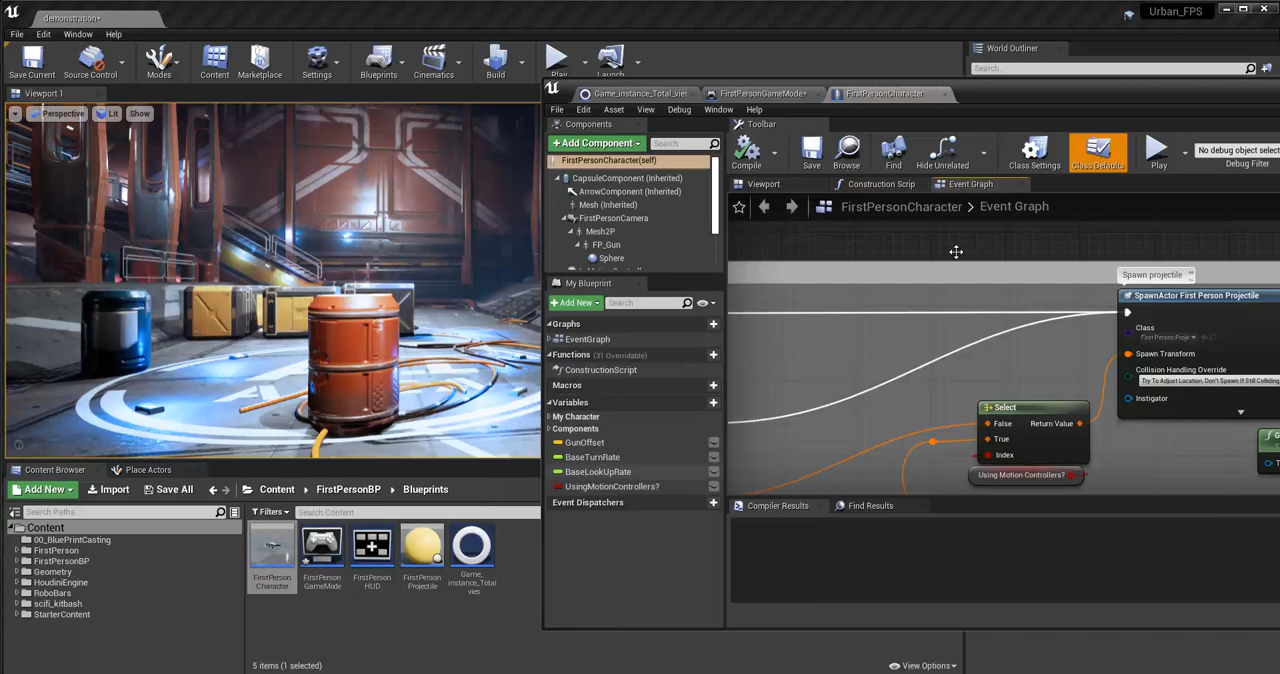 demonstration*
Urban_FPS
File Edit Window Help
Save Current
Source Control
Modes
Content
Marketplace
Settings
Blueprints
Cinematics
Build
Play
Launch
World Outliner
Search..
Viewport 1
Perspective Lit Show
Game_instance_Total_vies
FirstPersonGameMode*
FirstPersonCharacter
File Edit Asset View Debug Window Help
Components
+Add Component
Search
FirstPersonCharacter(self)
CapsuleComponent (Inherited)
ArrowComponent (Inherited)
Mesh (Inherited)
FirstPersonCamera
Mesh2P
FP_Gun
Sphere
Toolbar
Compile
Save
Browse
Find
Hide Unrelated
Class Settings
Class Defaults
Play
No debug object selec
Debug Filter
Viewport
Construction Scrip
Event Graph
FirstPersonCharacter > Event Graph
My Blueprint
+Add New
Search
Graphs
EventGraph
Functions (31 Overridable)
ConstructionScript
Macros
Variables
My Character
Components
GunOffset
BaseTurnRate
BaseLookUpRate
UsingMotionControllers?
Event Dispatchers
Spawn projectile
SpawnActor First Person Projectile
Class
First Person Proje
Spawn Transform
Collision Handling Override
Try To Adjust Location, Don't Spawn If Still Colliding
Instigator
Select
False Return Value
True
Index
Using Motion Controllers?
Compiler Results
Find Results
Content Browser
Place Actors
Add New
Import
Save All
Content
FirstPersonBP
Blueprints
Search Paths
Filters
Search Content
Content
00_BluePrintCasting
FirstPerson
FirstPersonBP
Geometry
HoudiniEngine
RoboBars
scifi_kitbash
StarterContent
FirstPerson
Character
FirstPerson
GameMode
FirstPerson
HUD
FirstPerson
Projectile
Game_
instance_Total
vies
5 items (1 selected)
View Options